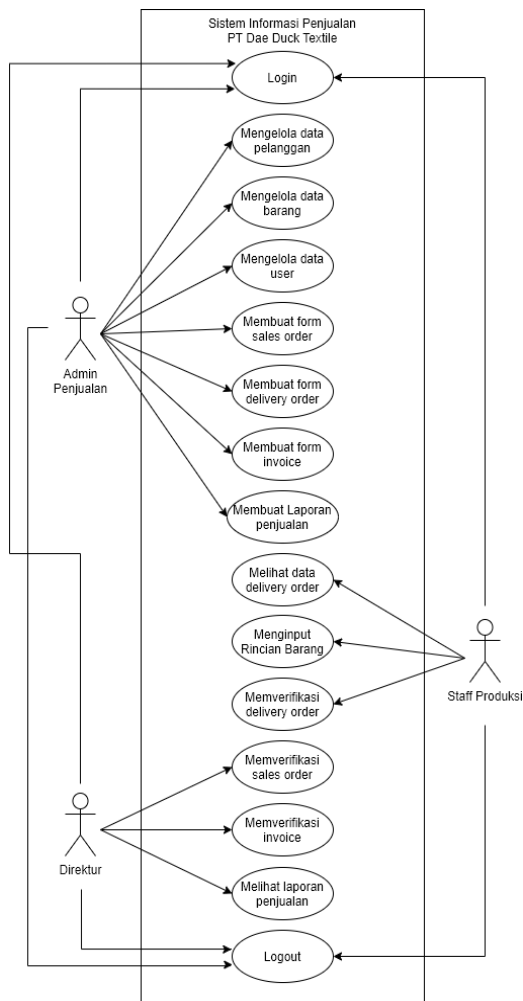 Sistem Informasi Penjualan
PT Dae Duck Textile
Login
Mengelola data
pelanggan
Mengelola data
barang
Mengelola data
user
Membuat form
sales order
Admin
Penjualan
Membuat form
delivery order
Membuat form
invoice
Membuat Laporan
penjualan
Melihat data
delivery order
Menginput
Rincian Barang
Staff Produksi
Memverifikasi
delivery order
Memverifikasi
sales order
Memverifikasi
invoice
Direktur
Melihat laporan
penjualan
Logout